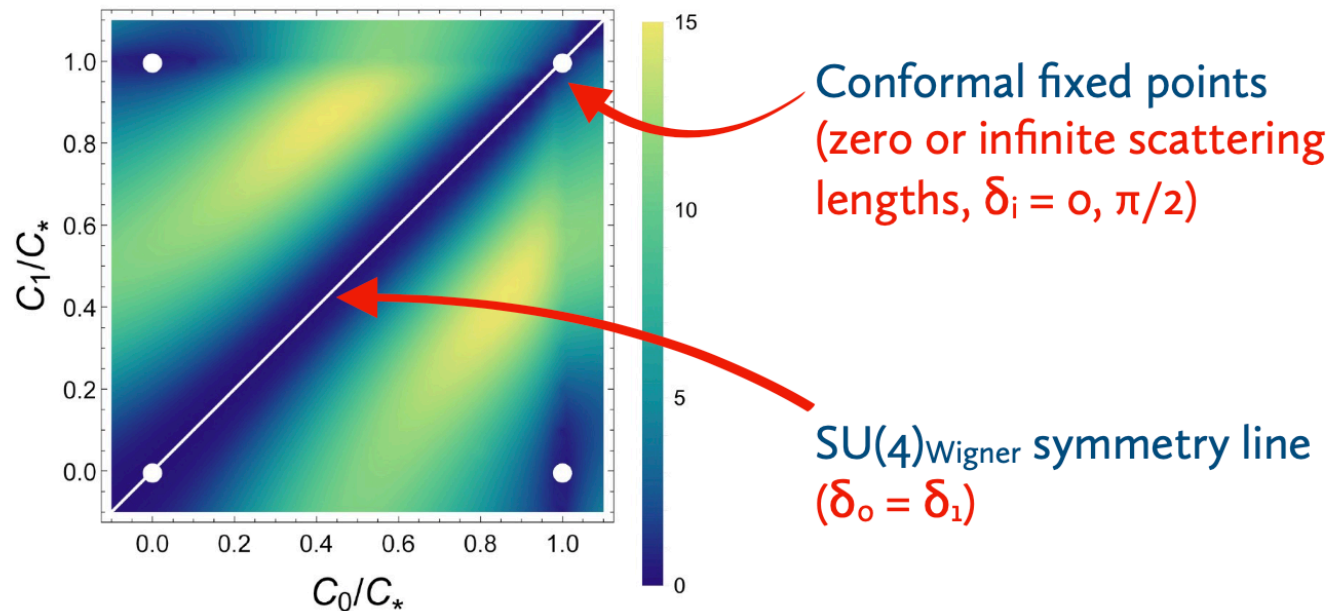 1.0
0.8
0.6
0.4
0.2
0.0
C₁/C*
0.0 0.2 0.4 0.6 0.8 1.0
C₀/C*
15
10
5
0
Conformal fixed points
(zero or infinite scattering
lengths, δᵢ = 0, π/2)
SU(4)Wigner symmetry line
(δ₀ = δ₁)